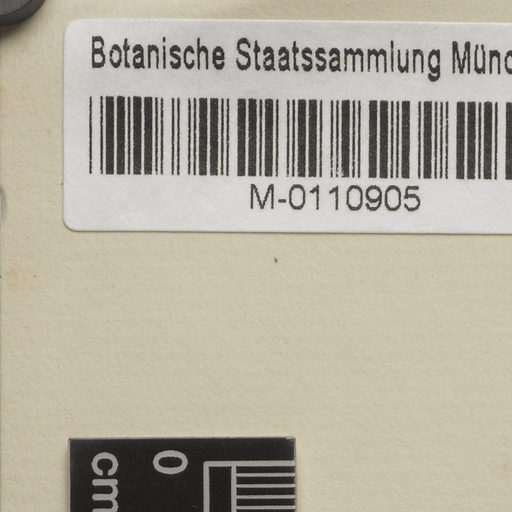 Botanische Staatssammlung Münc
M-0110905
0
cm